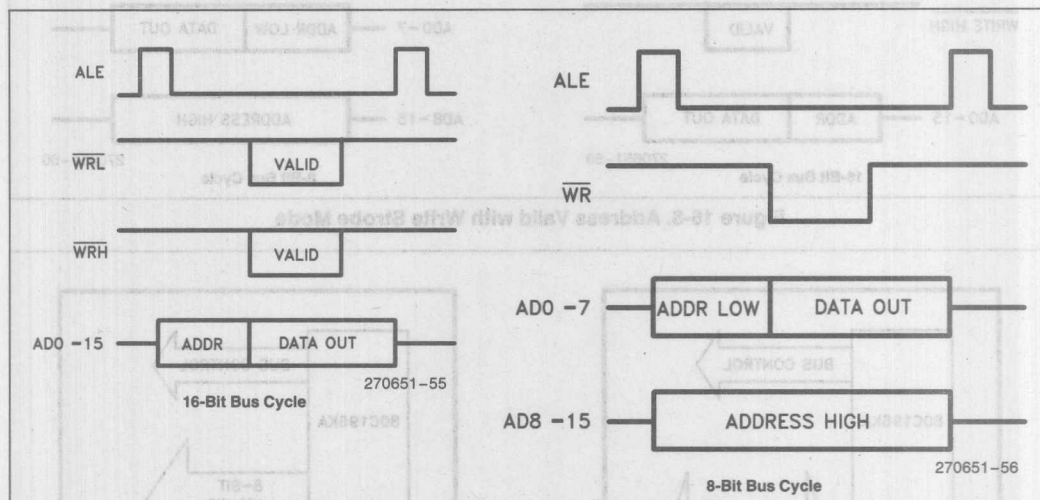 ALE
WRL
VALID
WRH
VALID
AD0 -15
ADDR
DATA OUT
270651-55
16-Bit Bus Cycle
ALE
WR
AD0 -7
ADDR LOW
DATA OUT
AD8 -15
ADDRESS HIGH
270651-56
8-Bit Bus Cycle